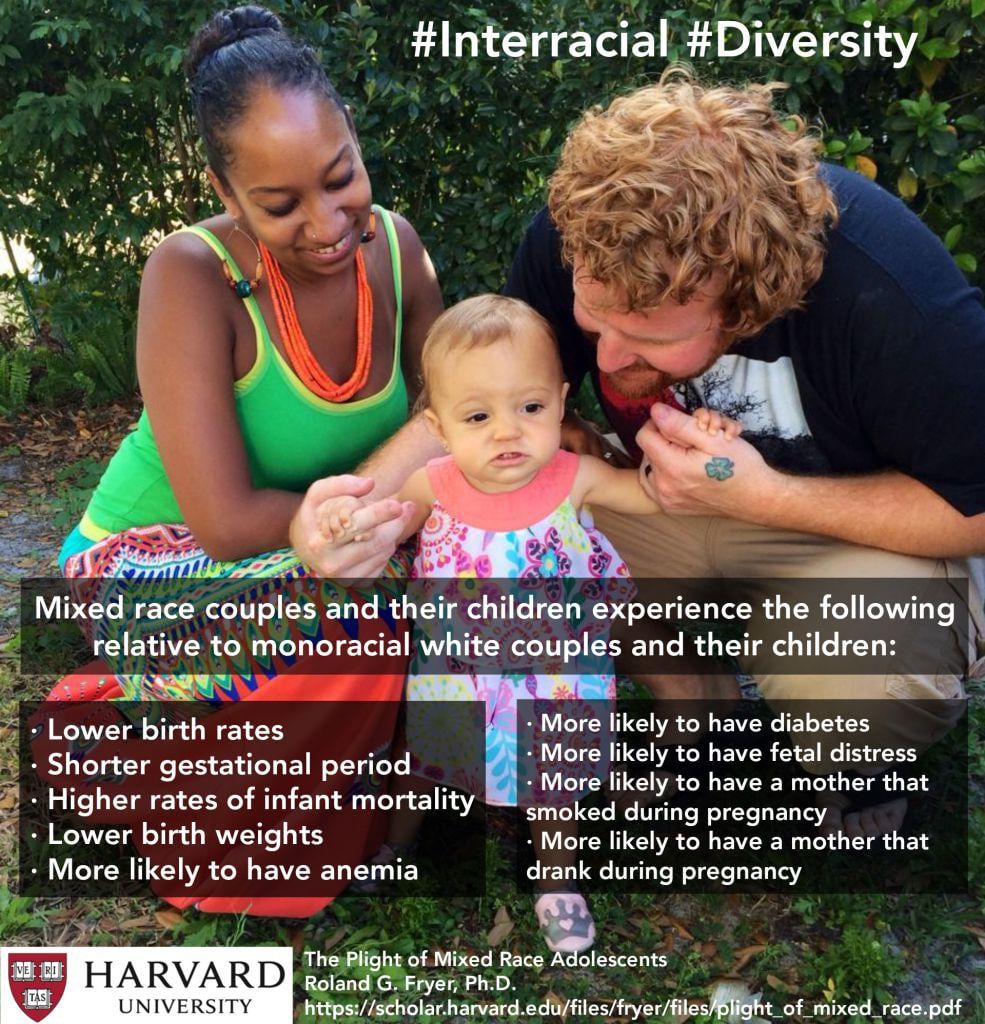 #Interracial #Diversity
Mixed race couples and their children experience the following
relative to monoracial white couples and their children:
· Lower birth rates
· Shorter gestational period
· Higher rates of infant mortality
· Lower birth weights
· More likely to have anemia
· More likely to have diabetes
· More likely to have fetal distress
· More likely to have a mother that
smoked during pregnancy
· More likely to have a mother that
drank during pregnancy
VE RI
TAS
HARVARD
UNIVERSITY
The Plight of Mixed Race Adolescents
Roland G. Fryer, Ph.D.
https://scholar.harvard.edu/files/fryer/files/plight_of_mixed_race.pdf